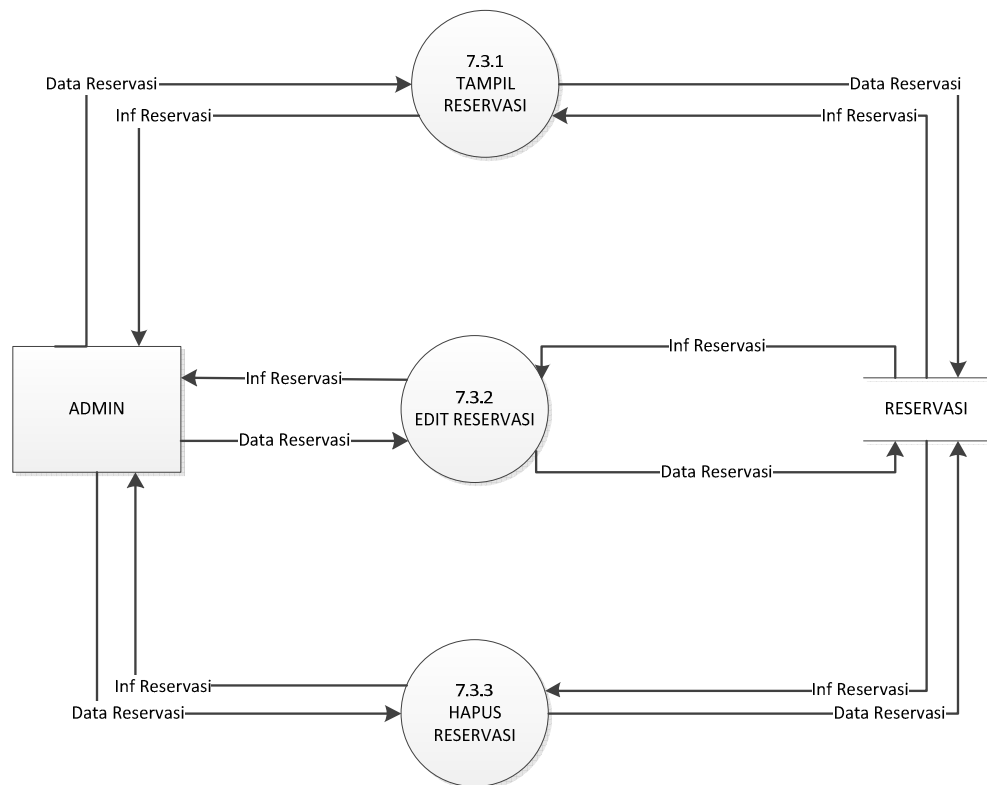 7.3.1
TAMPIL
RESERVASI
Data Reservasi
Data Reservasi
Inf Reservasi
Inf Reservasi
Inf Reservasi
7.3.2
EDIT RESERVASI
Inf Reservasi
ADMIN
RESERVASI
Data Reservasi
Data Reservasi
7.3.3
HAPUS
RESERVASI
Inf Reservasi
Inf Reservasi
Data Reservasi
Data Reservasi